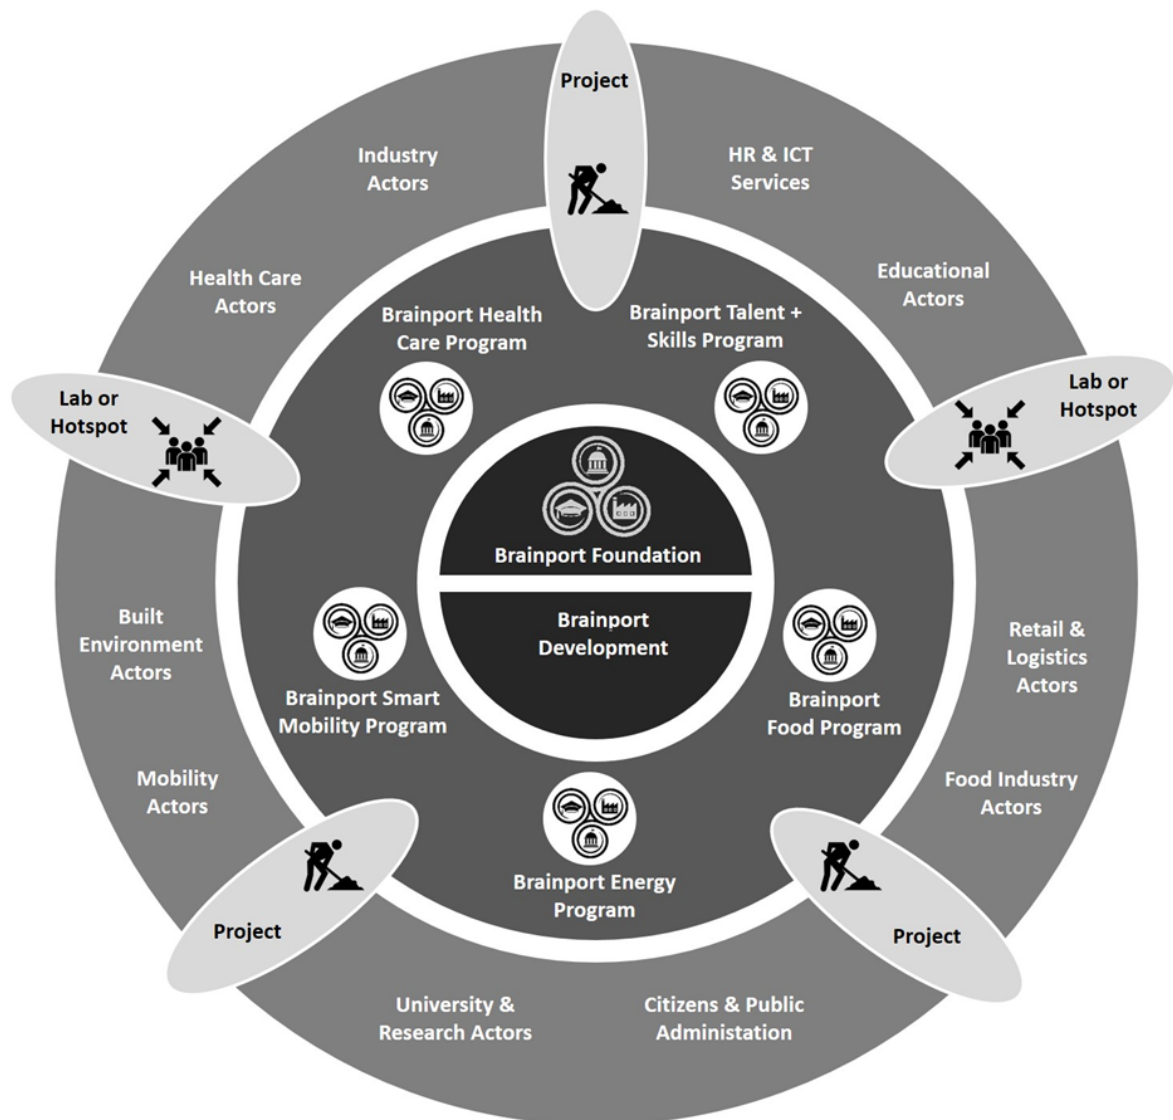 Project
Industry
Actors
HR & ICT
Services
Health Care
Actors
Educational
Actors
Brainport Health
Care Program
Brainport Talent +
Skills Program
Lab or
Hotspot
Lab or
Hotspot
Brainport Foundation
Brainport
Development
Built
Environment
Actors
Retail &
Logistics
Actors
Brainport Smart
Mobility Program
Brainport
Food Program
Mobility
Actors
Food Industry
Actors
Brainport Energy
Program
Project
Project
University &
Research Actors
Citizens & Public
Administation